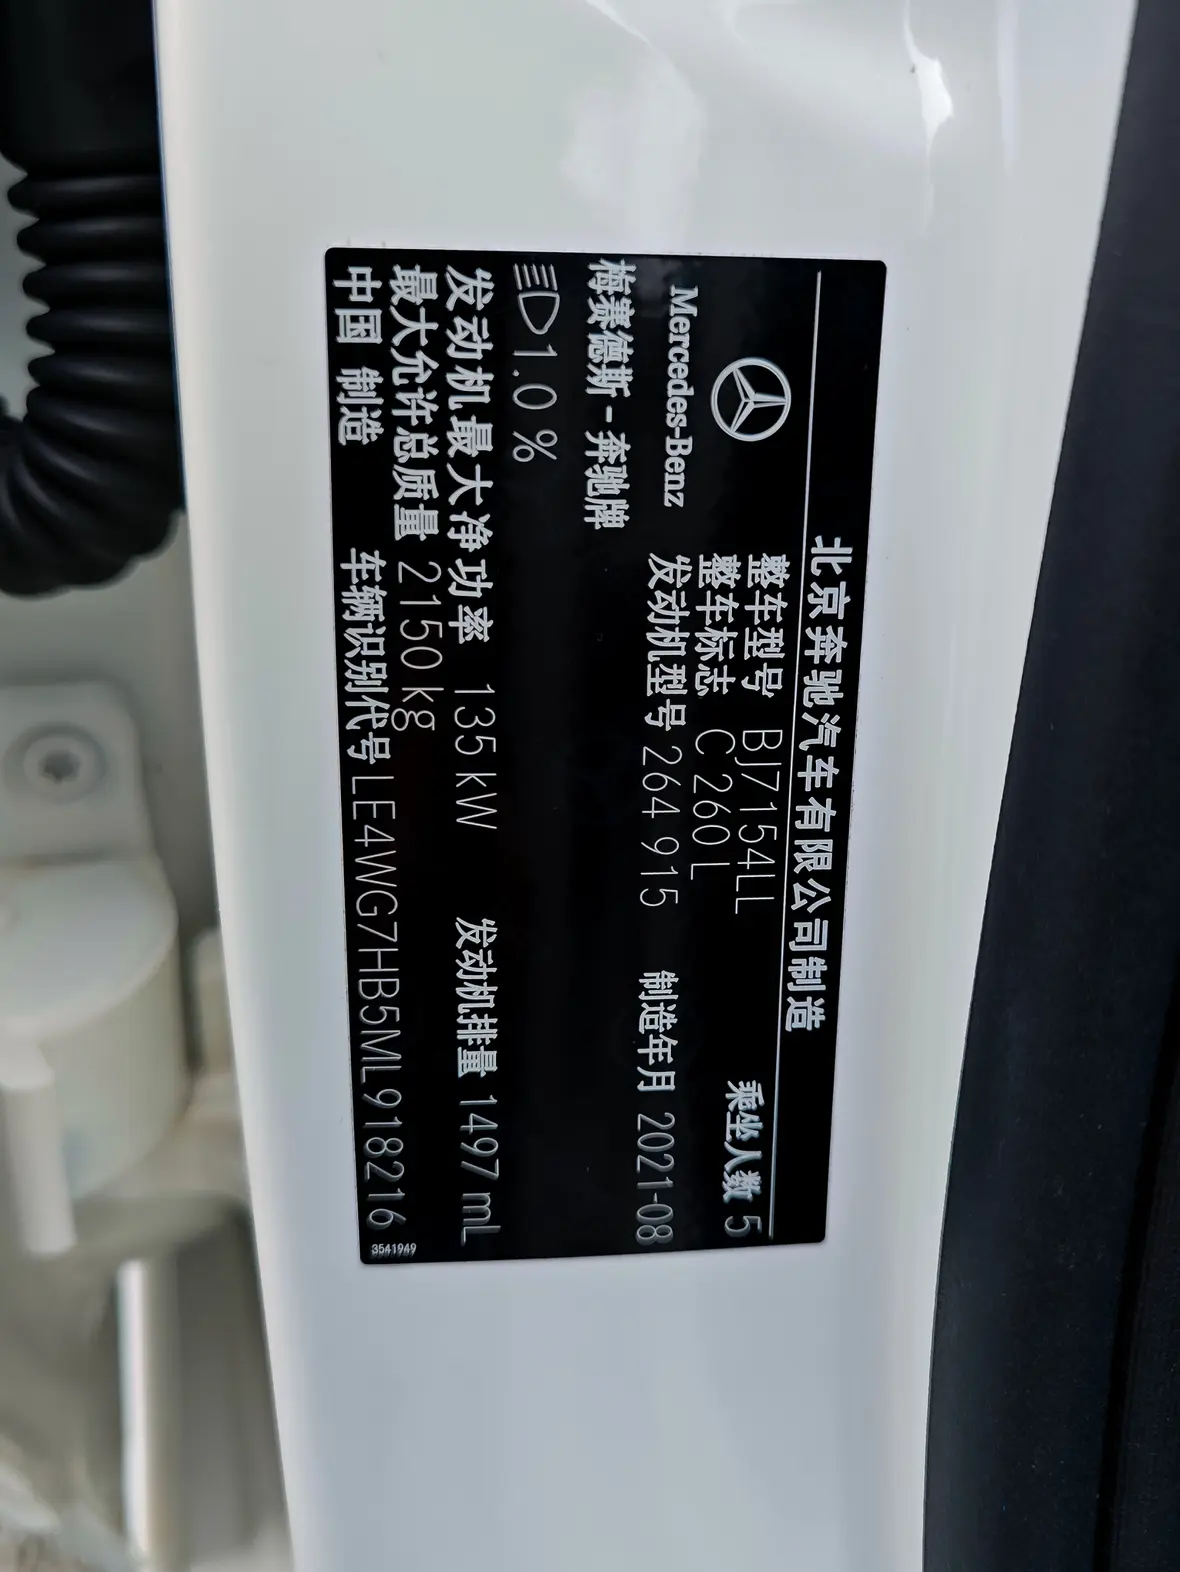 北京奔驰汽车有限公司制造
Mercedes-Benz
梅赛德斯-奔驰牌
整车型号 BJ7154LL 乘坐人数 5
整车标志 C 260 L
发动机型号 264 915 制造年月 2021-08
1.0 %
发动机最大净功率 135 kW 发动机排量 1497 mL
最大允许总质量 2150 kg
中国 制造 车辆识别代号 LE4WG7HB5ML918216
3541949